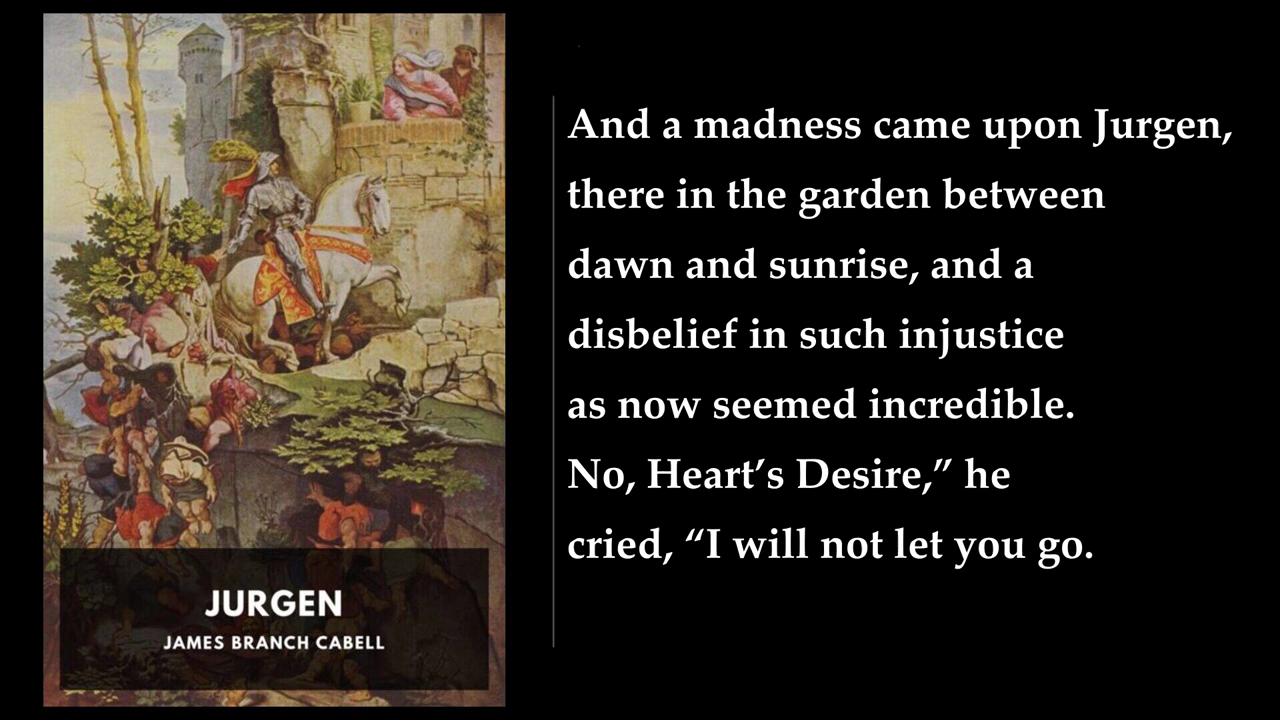 JURGEN
JAMES BRANCH CABELL
And a madness came upon Jurgen,
there in the garden between
dawn and sunrise, and a
disbelief in such injustice
as now seemed incredible.
No, Heart’s Desire,” he
cried, “I will not let you go.